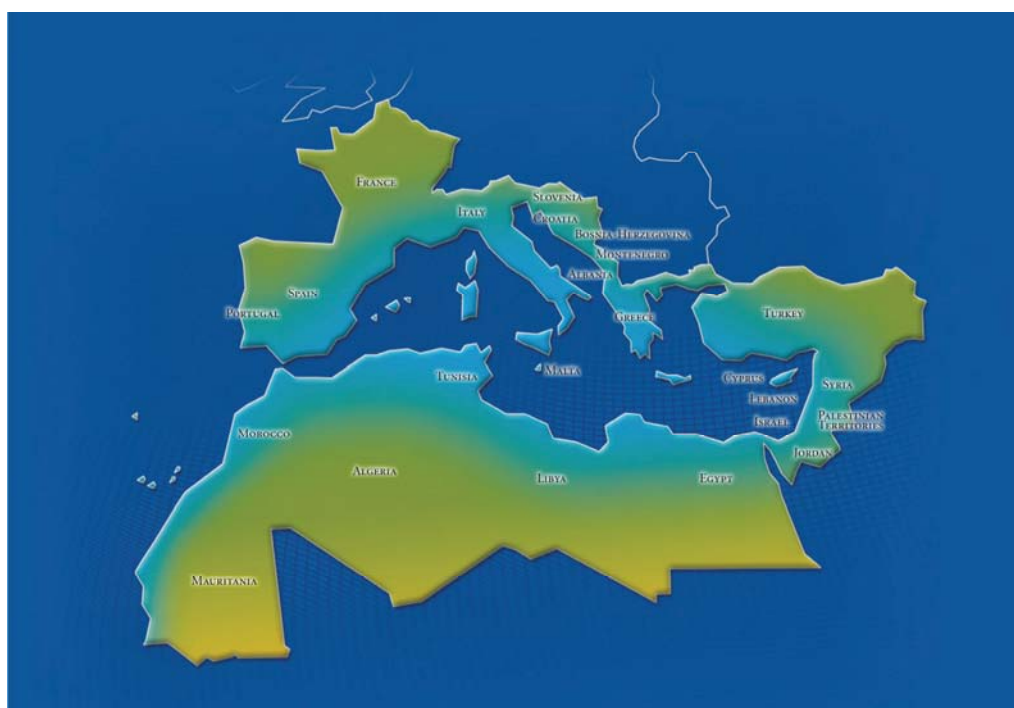 France
Slovenia
Italy
Croatia
Bosnia-Herzegovina
Montenegro
Albania
Spain
Portugal
Greece
Turkey
Malta
Tunisia
Cyprus
Syria
Lebanon
Palestinian
Territories
Israel
Morocco
Jordan
Algeria
Libya
Egypt
Mauritania